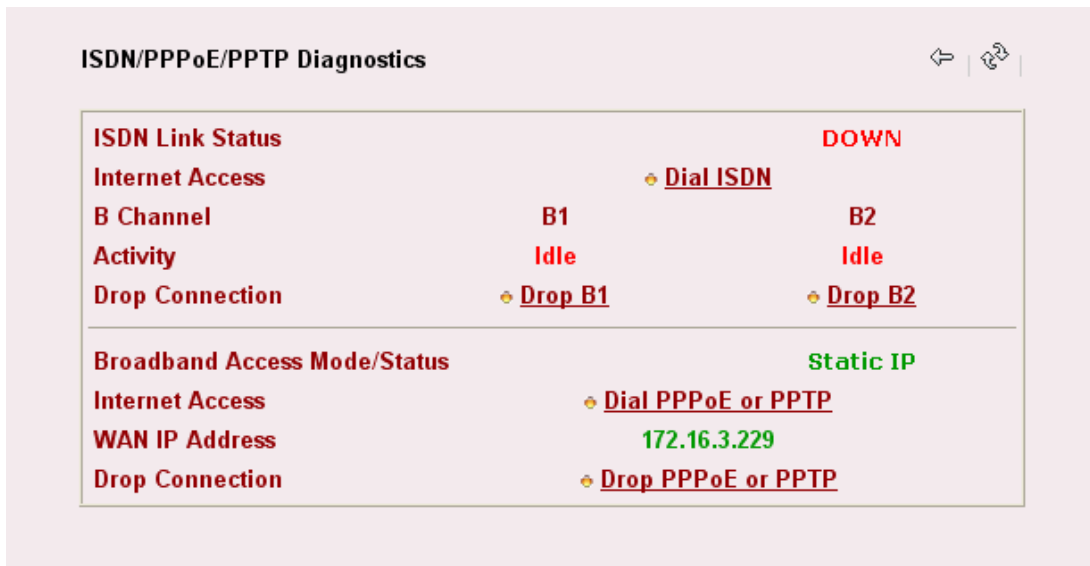 ISDN/PPPoE/PPTP Diagnostics
ISDN Link Status DOWN
Internet Access Dial ISDN
B Channel B1 B2
Activity Idle Idle
Drop Connection Drop B1 Drop B2
Broadband Access Mode/Status Static IP
Internet Access Dial PPPoE or PPTP
WAN IP Address 172.16.3.229
Drop Connection Drop PPPoE or PPTP